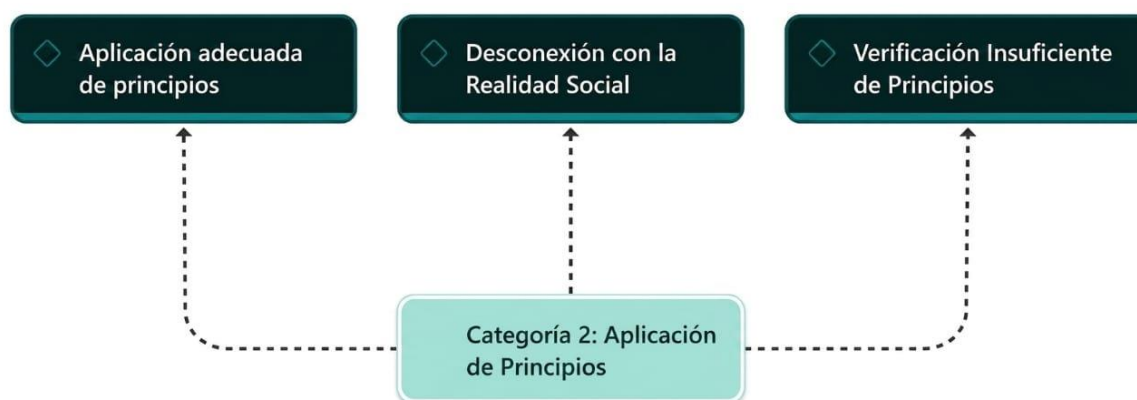 Aplicación adecuada
de principios
Desconexión con la
Realidad Social
Verificación Insuficiente
de Principios
Categoría 2: Aplicación
de Principios